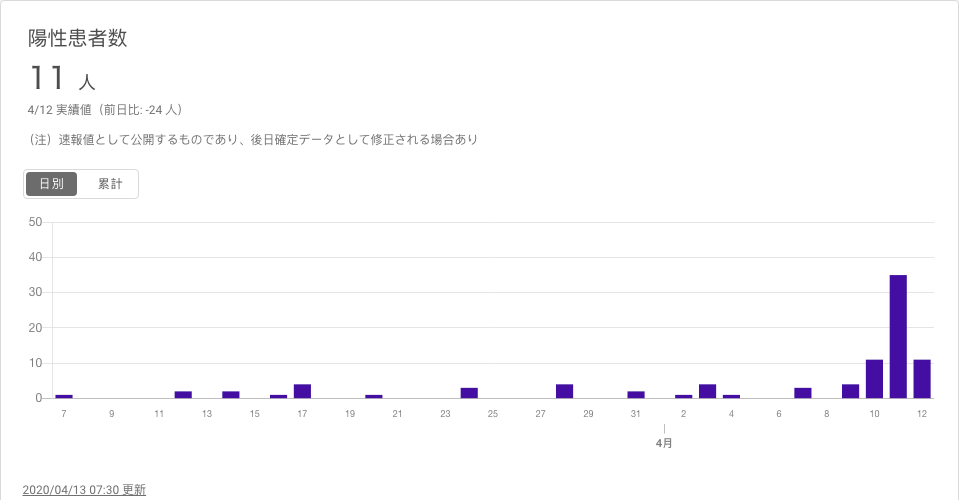 陽性患者数
11 人
4/12 実績値（前日比: -24 人）
（注）速報値として公開するものであり、後日確定データとして修正される場合あり
日別 累計
50
40
30
20
10
0
7 9 11 13 15 17 19 21 23 25 27 29 31 2 4 6 8 10 12
4月
2020/04/13 07:30 更新